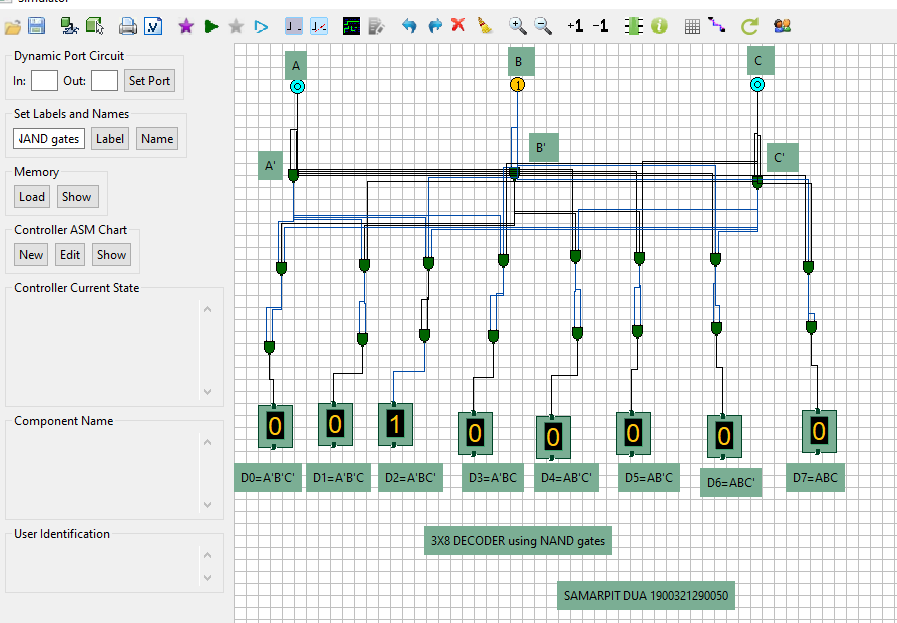 Simulator
+1 -1
Dynamic Port Circuit
In: Out: Set Port
Set Labels and Names
NAND gates Label Name
Memory
Load Show
Controller ASM Chart
New Edit Show
Controller Current State
Component Name
User Identification
A B C
1
A' B' C'
0 0 1 0 0 0 0 0
D0=A'B'C' D1=A'B'C D2=A'BC' D3=A'BC D4=AB'C' D5=AB'C D6=ABC' D7=ABC
3X8 DECODER using NAND gates
SAMARPIT DUA 1900321290050